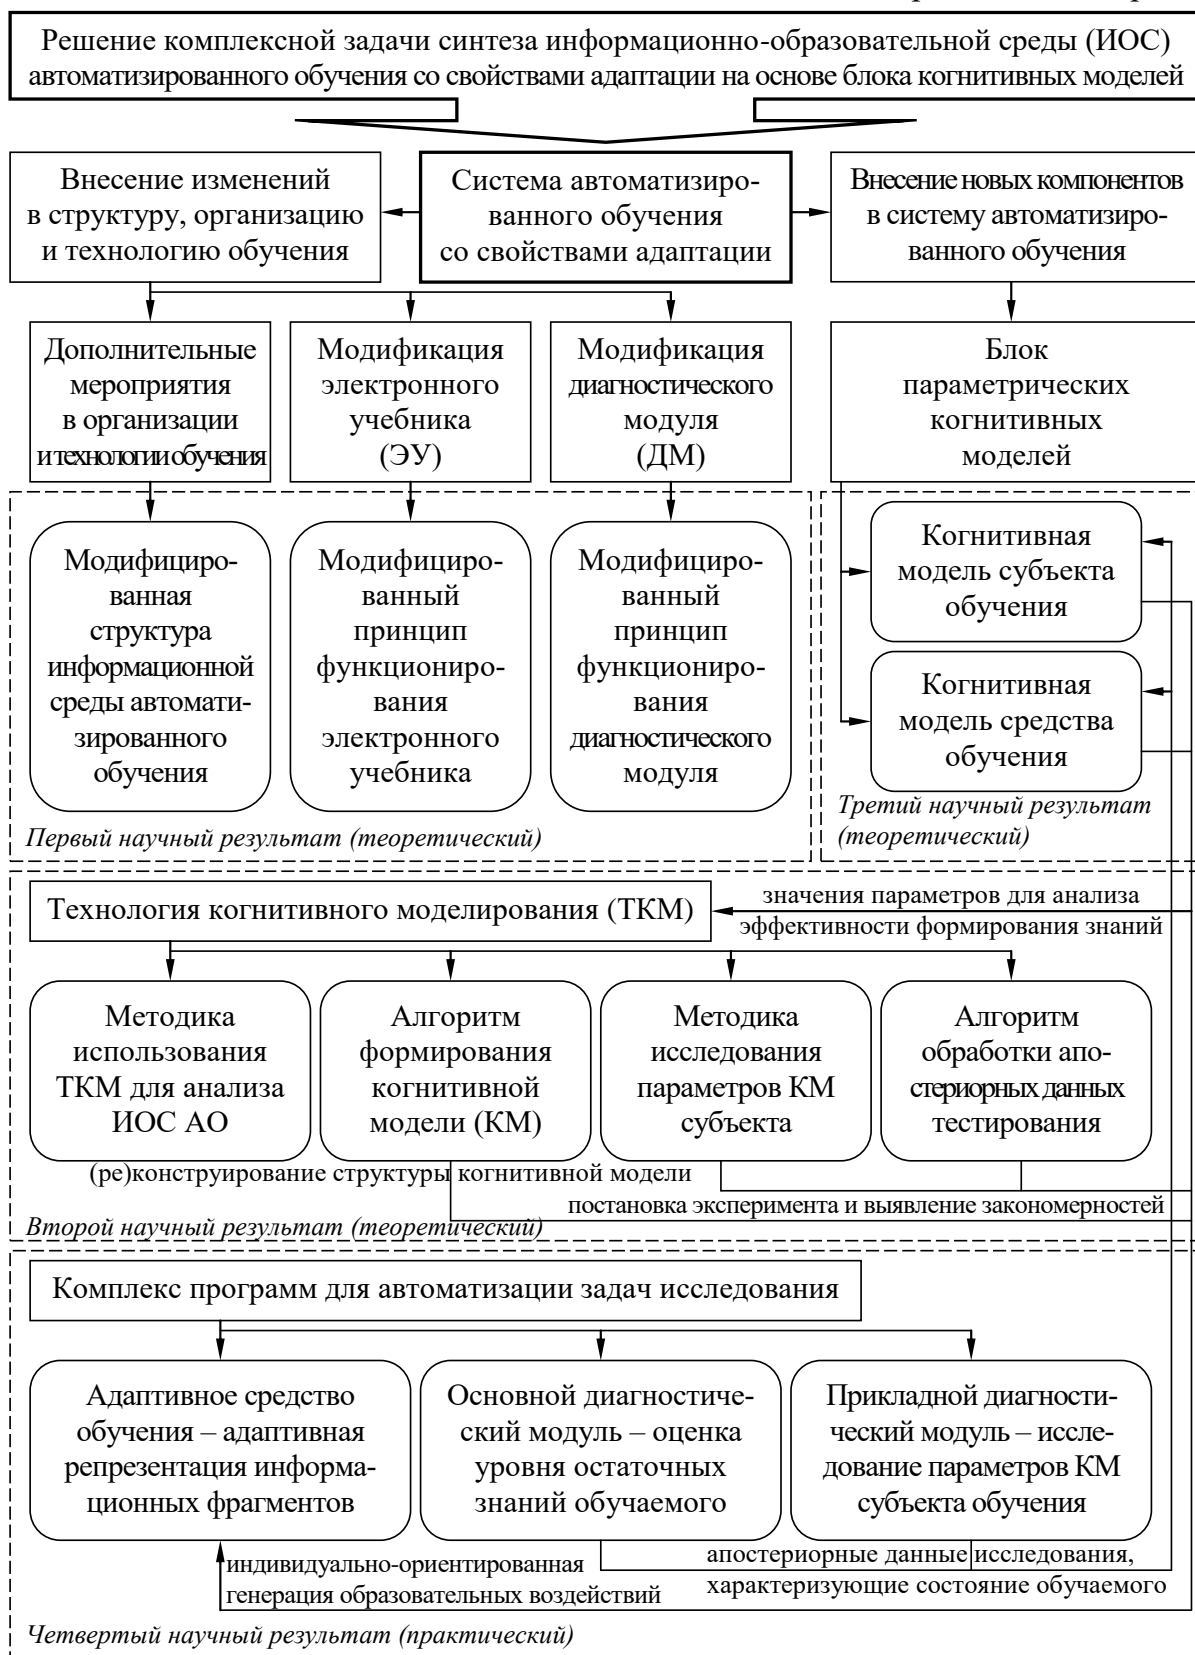 Решение комплексной задачи синтеза информационно-образовательной среды (ИОС)
автоматизированного обучения со свойствами адаптации на основе блока когнитивных моделей
Внесение изменений
в структуру, организацию
и технологию обучения
Система автоматизиро-
ванного обучения
со свойствами адаптации
Внесение новых компонентов
в систему автоматизиро-
ванного обучения
Дополнительные
мероприятия
в организации
и технологии обучения
Модификация
электронного
учебника
(ЭУ)
Модификация
диагностического
модуля
(ДМ)
Блок
параметрических
когнитивных
моделей
Модифициро-
ванная
структура
информационной
среды автомати-
зированного
обучения
Модифициро-
ванный
принцип
функциониро-
вания
электронного
учебника
Модифициро-
ванный
принцип
функциониро-
вания
диагностического
модуля
Когнитивная
модель субъекта
обучения
Когнитивная
модель средства
обучения
Первый научный результат (теоретический)
Третий научный результат
(теоретический)
Технология когнитивного моделирования (ТКМ)
значения параметров для анализа
эффективности формирования знаний
Методика
использования
ТКМ для анализа
ИОС АО
Алгоритм
формирования
когнитивной
модели (КМ)
Методика
исследования
параметров КМ
субъекта
Алгоритм
обработки апо-
стериорных данных
тестирования
(ре)конструирование структуры когнитивной модели
постановка эксперимента и выявление закономерностей
Второй научный результат (теоретический)
Комплекс программ для автоматизации задач исследования
Адаптивное средство
обучения – адаптивная
репрезентация информа-
ционных фрагментов
Основной диагностиче-
ский модуль – оценка
уровня остаточных
знаний обучаемого
Прикладной диагности-
ческий модуль – иссле-
дование параметров КМ
субъекта обучения
индивидуально-ориентированная
генерация образовательных воздействий
апостериорные данные исследования,
характеризующие состояние обучаемого
Четвертый научный результат (практический)